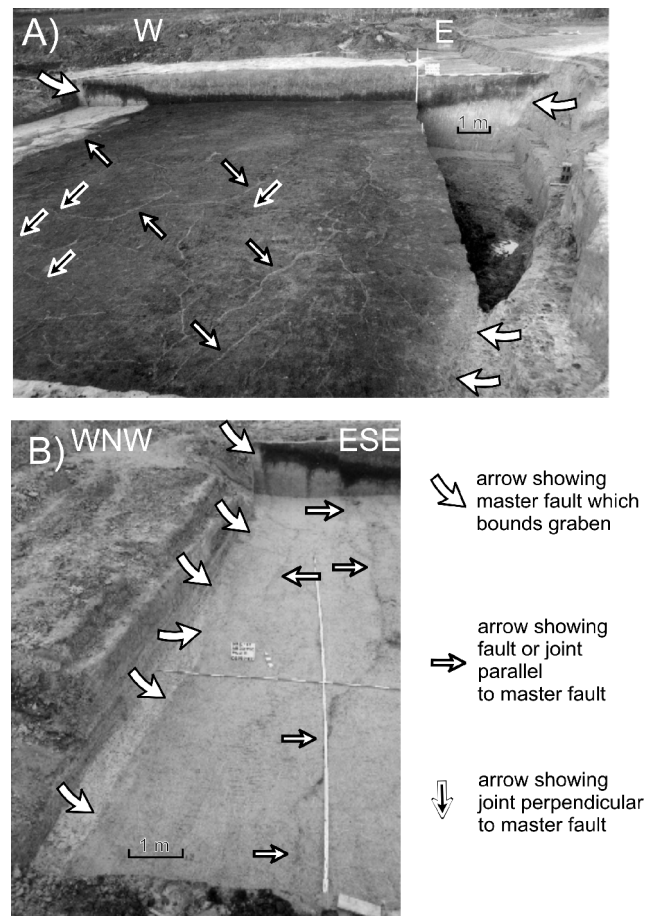 A)
W
E
1 m
B)
WNW
ESE
1 m
arrow showing
master fault which
bounds graben
arrow showing
fault or joint
parallel
to master fault
arrow showing
joint perpendicular
to master fault